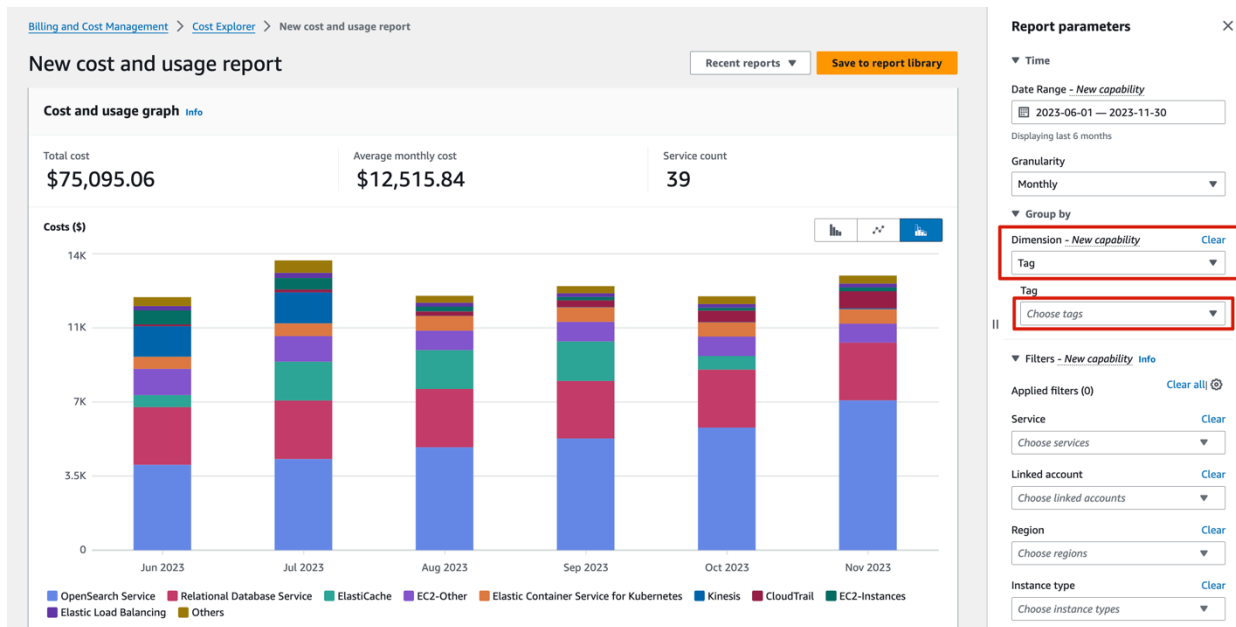 Billing and Cost Management > Cost Explorer > New cost and usage report
New cost and usage report
Recent reports
Save to report library
Cost and usage graph Info
Total cost
$75,095.06
Average monthly cost
$12,515.84
Service count
39
Costs ($)
14K
11K
7K
3.5K
0
Jun 2023
Jul 2023
Aug 2023
Sep 2023
Oct 2023
Nov 2023
OpenSearch Service Relational Database Service ElastiCache EC2-Other Elastic Container Service for Kubernetes Kinesis CloudTrail EC2-Instances
Elastic Load Balancing Others
Report parameters
Time
Date Range - New capability
2023-06-01 — 2023-11-30
Displaying last 6 months
Granularity
Monthly
Group by
Dimension - New capability Clear
Tag
Tag
Choose tags
Filters - New capability Info
Applied filters (0) Clear all|
Service Clear
Choose services
Linked account Clear
Choose linked accounts
Region Clear
Choose regions
Instance type Clear
Choose instance types